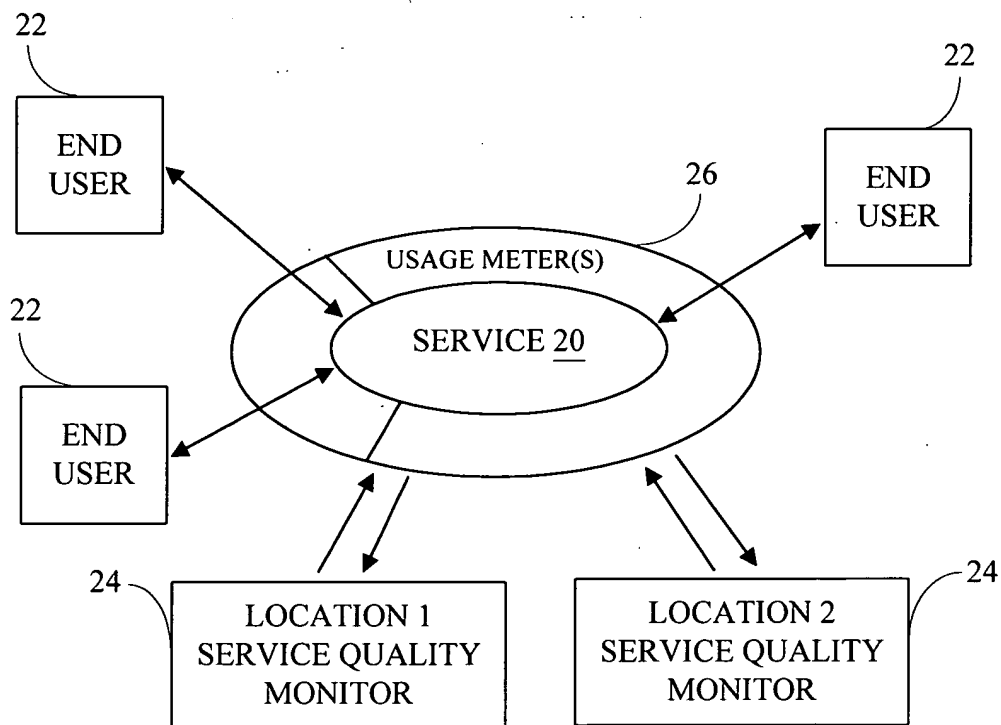 22
END
USER
22
END
USER
26
USAGE METER(S)
SERVICE 20
22
END
USER
24
LOCATION 1
SERVICE QUALITY
MONITOR
LOCATION 2
SERVICE QUALITY
MONITOR
24